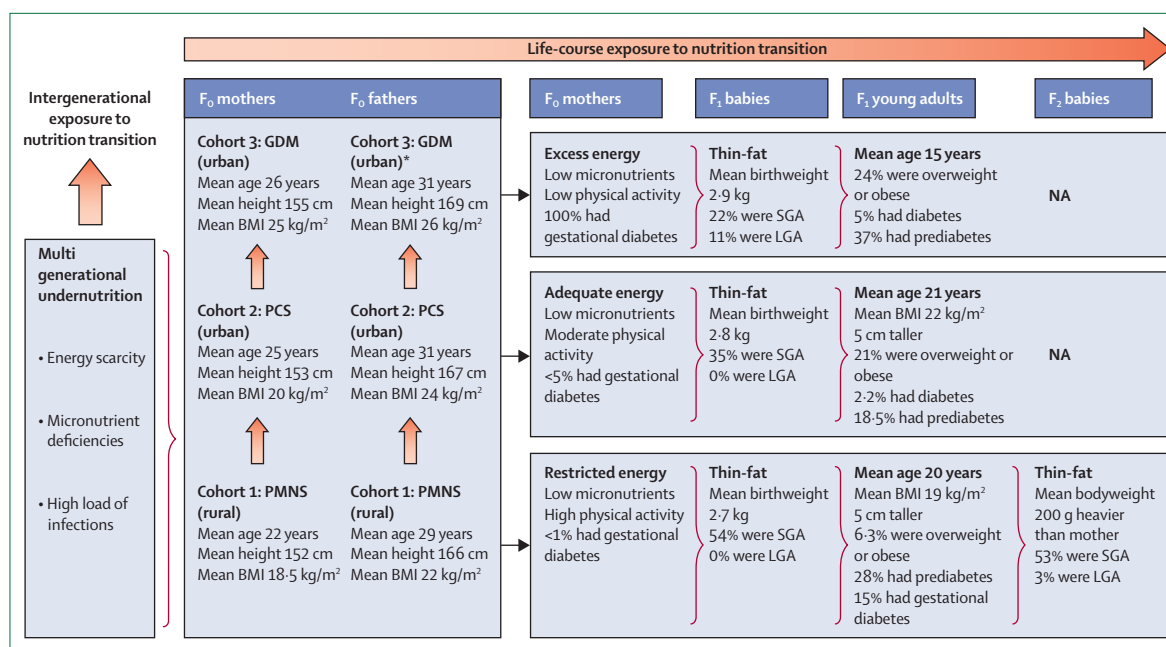 Life-course exposure to nutrition transition
Intergenerational
exposure to
nutrition transition
Multi
generational
undernutrition
• Energy scarcity
• Micronutrient
deficiencies
• High load of
infections
F₀ mothers
F₀ fathers
Cohort 3: GDM
(urban)
Mean age 26 years
Mean height 155 cm
Mean BMI 25 kg/m²
Cohort 3: GDM
(urban)*
Mean age 31 years
Mean height 169 cm
Mean BMI 26 kg/m²
Cohort 2: PCS
(urban)
Mean age 25 years
Mean height 153 cm
Mean BMI 20 kg/m²
Cohort 2: PCS
(urban)
Mean age 31 years
Mean height 167 cm
Mean BMI 24 kg/m²
Cohort 1: PMNS
(rural)
Mean age 22 years
Mean height 152 cm
Mean BMI 18·5 kg/m²
Cohort 1: PMNS
(rural)
Mean age 29 years
Mean height 166 cm
Mean BMI 22 kg/m²
F₀ mothers
F₁ babies
F₁ young adults
F₂ babies
Excess energy
Low micronutrients
Low physical activity
100% had
gestational diabetes
Thin-fat
Mean birthweight
2·9 kg
22% were SGA
11% were LGA
Mean age 15 years
24% were overweight
or obese
5% had diabetes
37% had prediabetes
NA
Adequate energy
Low micronutrients
Moderate physical
activity
<5% had gestational
diabetes
Thin-fat
Mean birthweight
2·8 kg
35% were SGA
0% were LGA
Mean age 21 years
Mean BMI 22 kg/m²
5 cm taller
21% were overweight or
obese
2·2% had diabetes
18·5% had prediabetes
NA
Restricted energy
Low micronutrients
High physical activity
<1% had gestational
diabetes
Thin-fat
Mean birthweight
2·7 kg
54% were SGA
0% were LGA
Mean age 20 years
Mean BMI 19 kg/m²
5 cm taller
6·3% were overweight
or obese
28% had prediabetes
15% had gestational
diabetes
Thin-fat
Mean bodyweight
200 g heavier
than mother
53% were SGA
3% were LGA